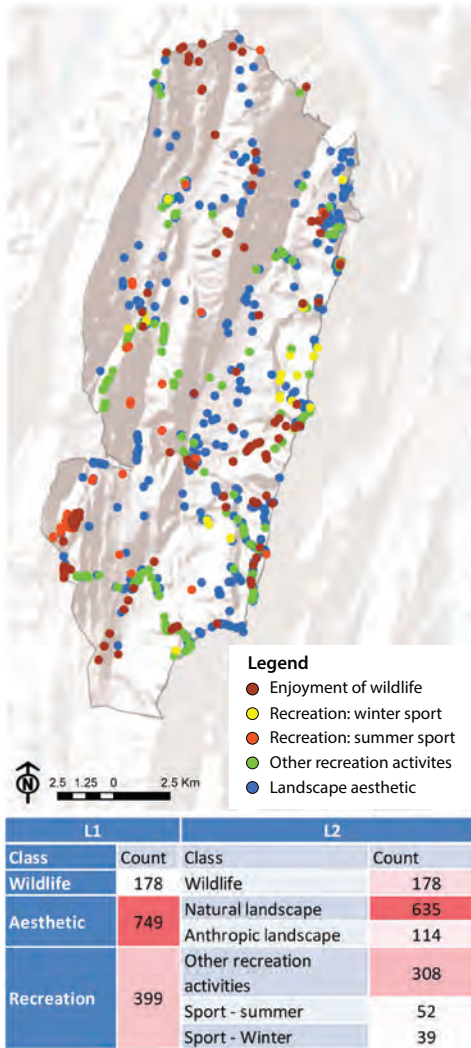 Legend
Enjoyment of wildlife
Recreation: winter sport
Recreation: summer sport
Other recreation activites
Landscape aesthetic
N
2.5 1.25 0 2.5 Km
L1 L2
Class Count Class Count
Wildlife 178 Wildlife 178
Aesthetic 749 Natural landscape 635
Anthropic landscape 114
Recreation 399 Other recreation
activities 308
Sport - summer 52
Sport - Winter 39